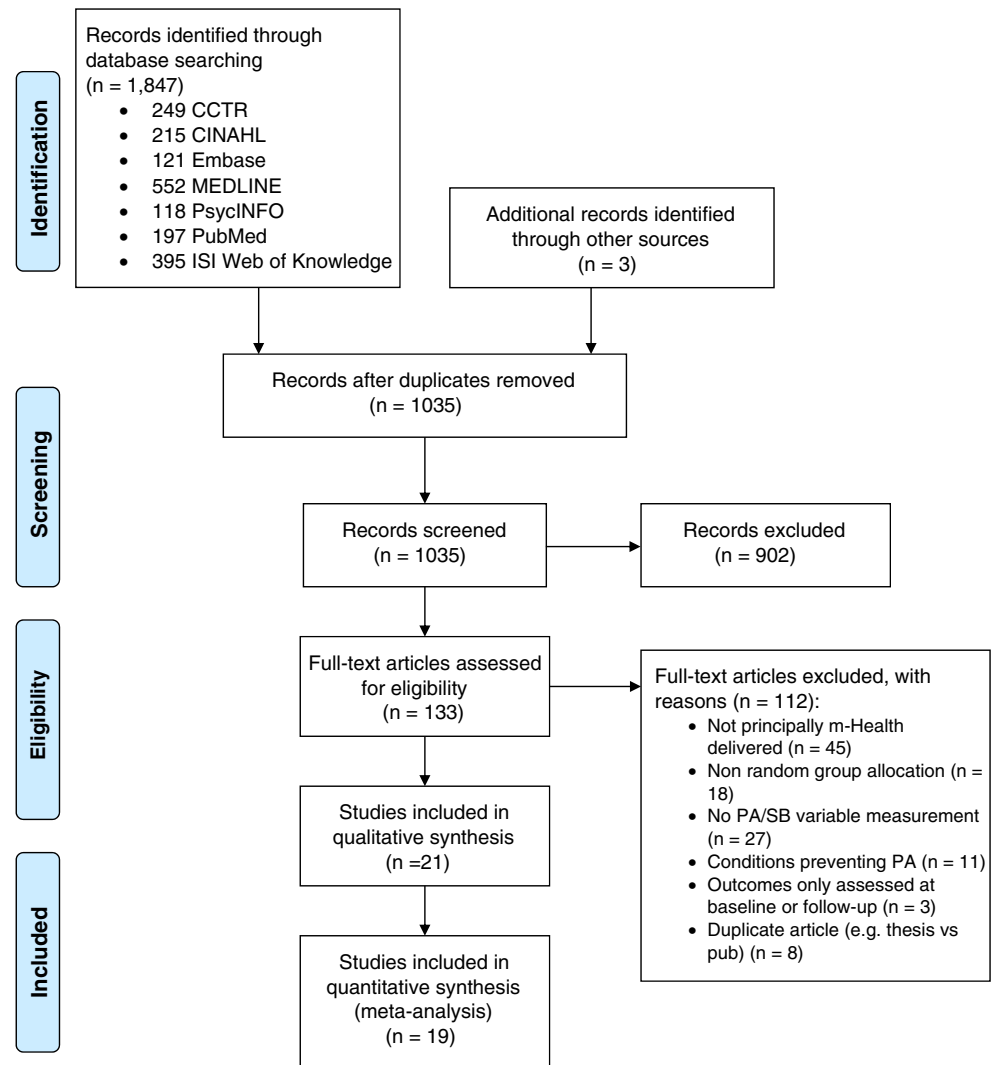 Identification
Records identified through
database searching
(n = 1,847)
• 249 CCTR
• 215 CINAHL
• 121 Embase
• 552 MEDLINE
• 118 PsycINFO
• 197 PubMed
• 395 ISI Web of Knowledge
Additional records identified
through other sources
(n = 3)
Records after duplicates removed
(n = 1035)
Screening
Records screened
(n = 1035)
Records excluded
(n = 902)
Eligibility
Full-text articles assessed
for eligibility
(n = 133)
Full-text articles excluded, with
reasons (n = 112):
• Not principally m-Health
delivered (n = 45)
• Non random group allocation (n =
18)
• No PA/SB variable measurement
(n = 27)
• Conditions preventing PA (n = 11)
• Outcomes only assessed at
baseline or follow-up (n = 3)
• Duplicate article (e.g. thesis vs
pub) (n = 8)
Studies included in
qualitative synthesis
(n =21)
Included
Studies included in
quantitative synthesis
(meta-analysis)
(n = 19)